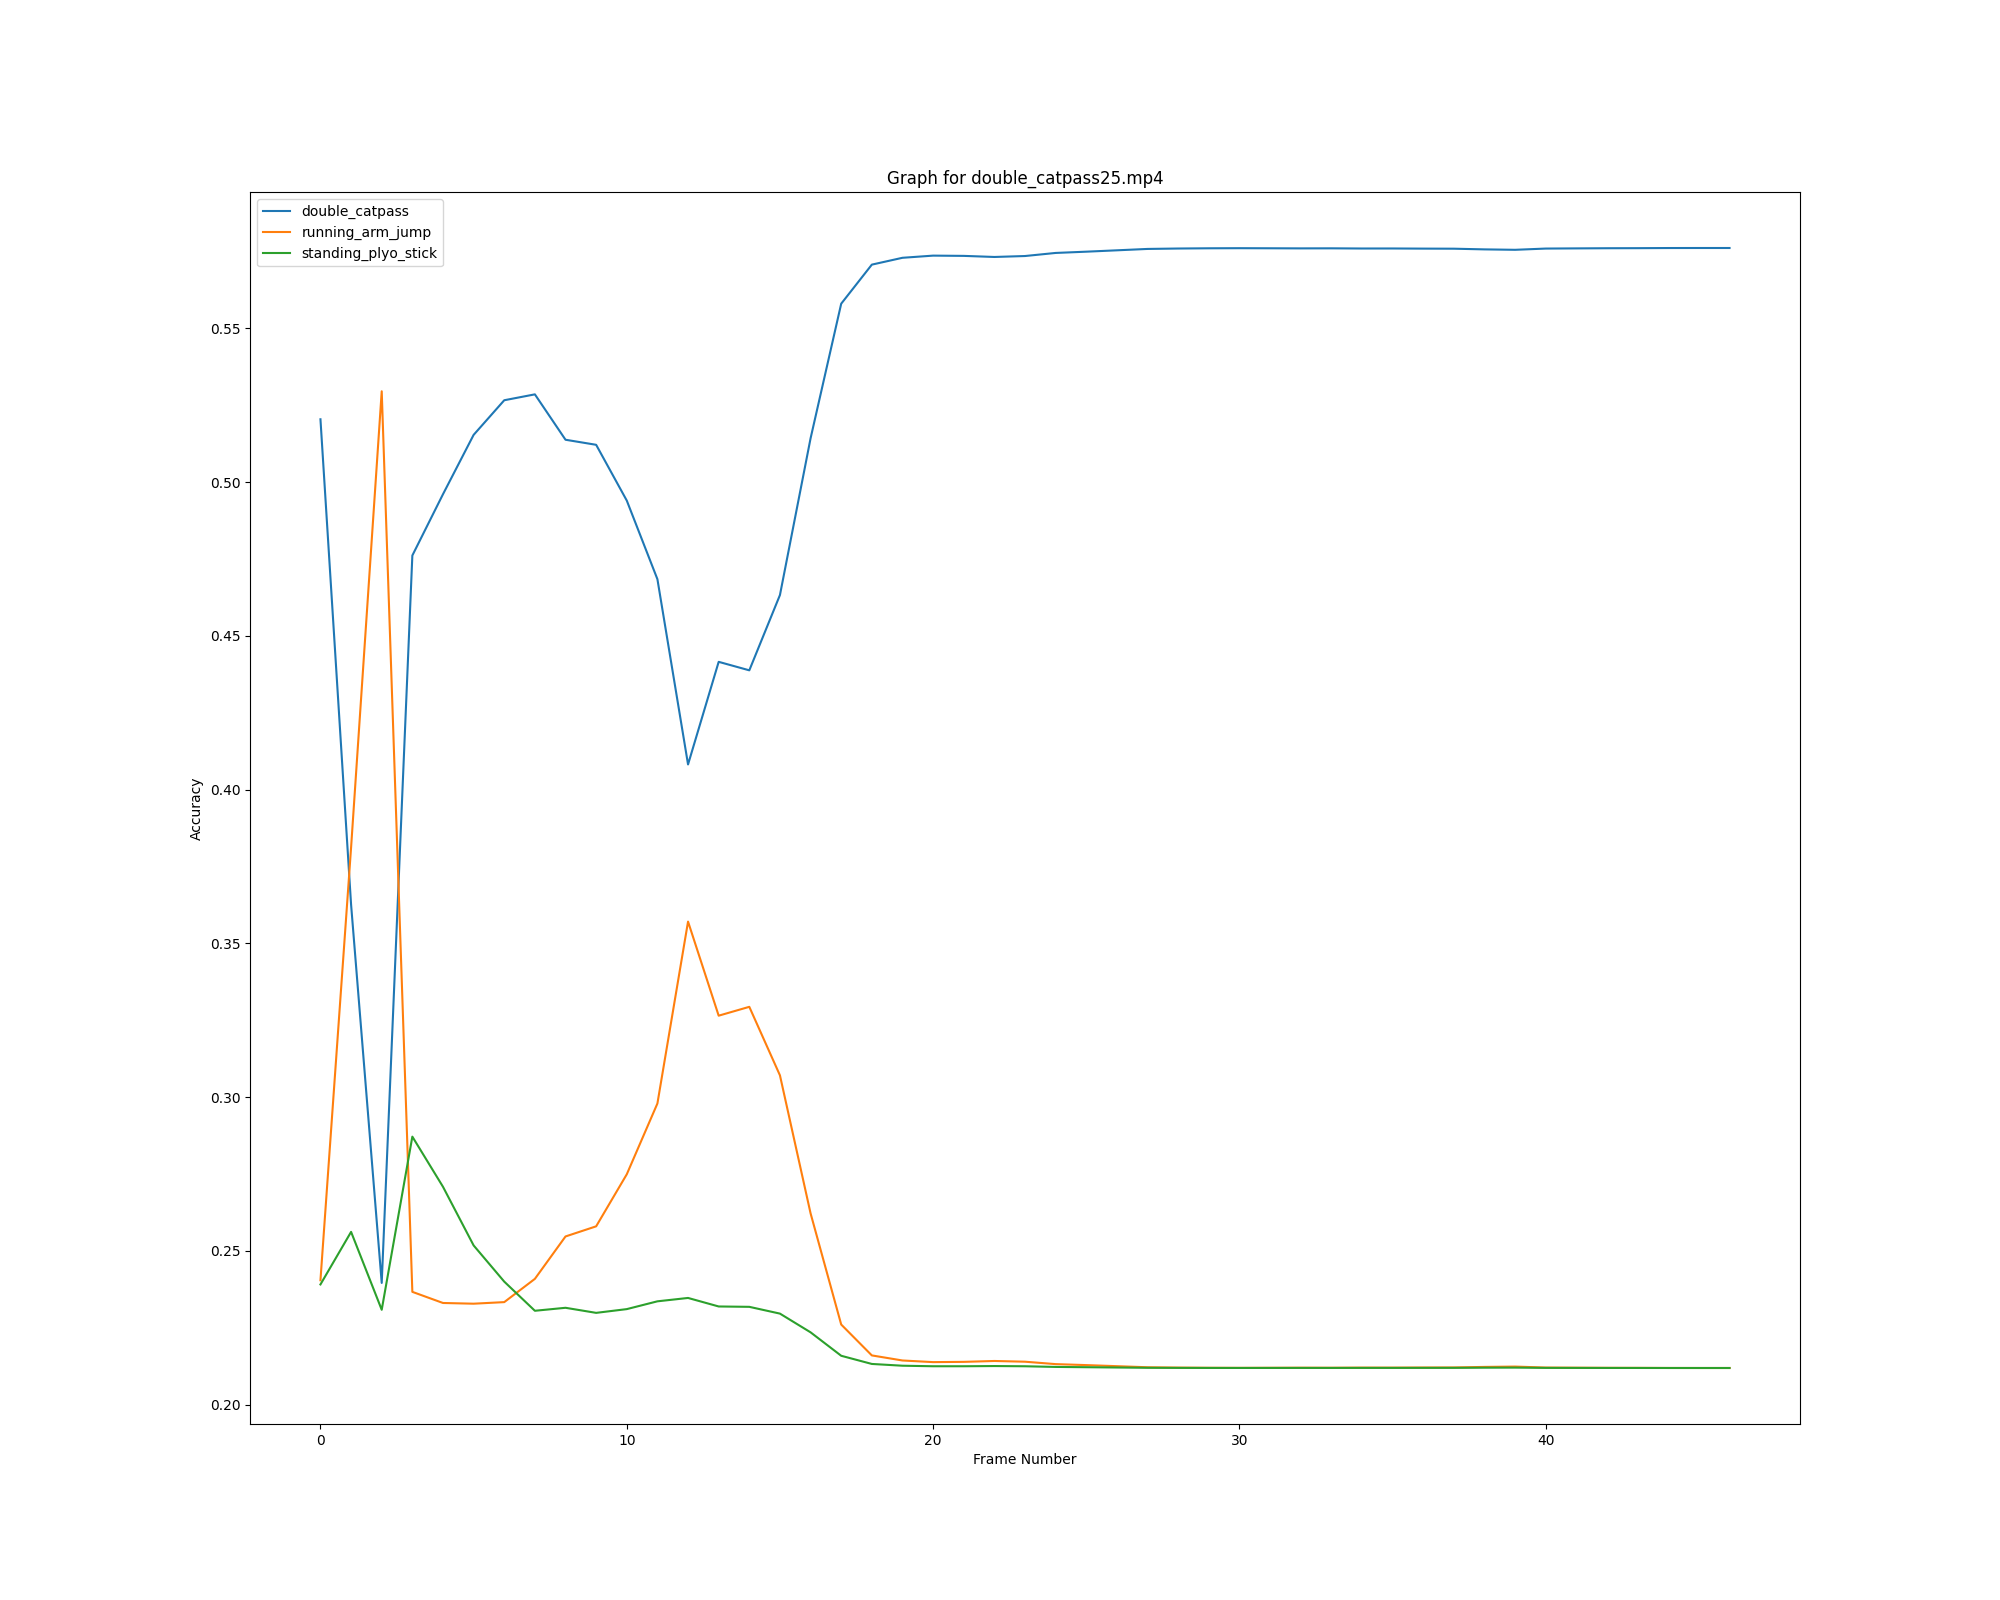 Graph for double_catpass25.mp4
double_catpass
running_arm_jump
standing_plyo_stick
0.55
0.50
0.45
0.40
0.35
0.30
0.25
0.20
Accuracy
0 10 20 30 40
Frame Number